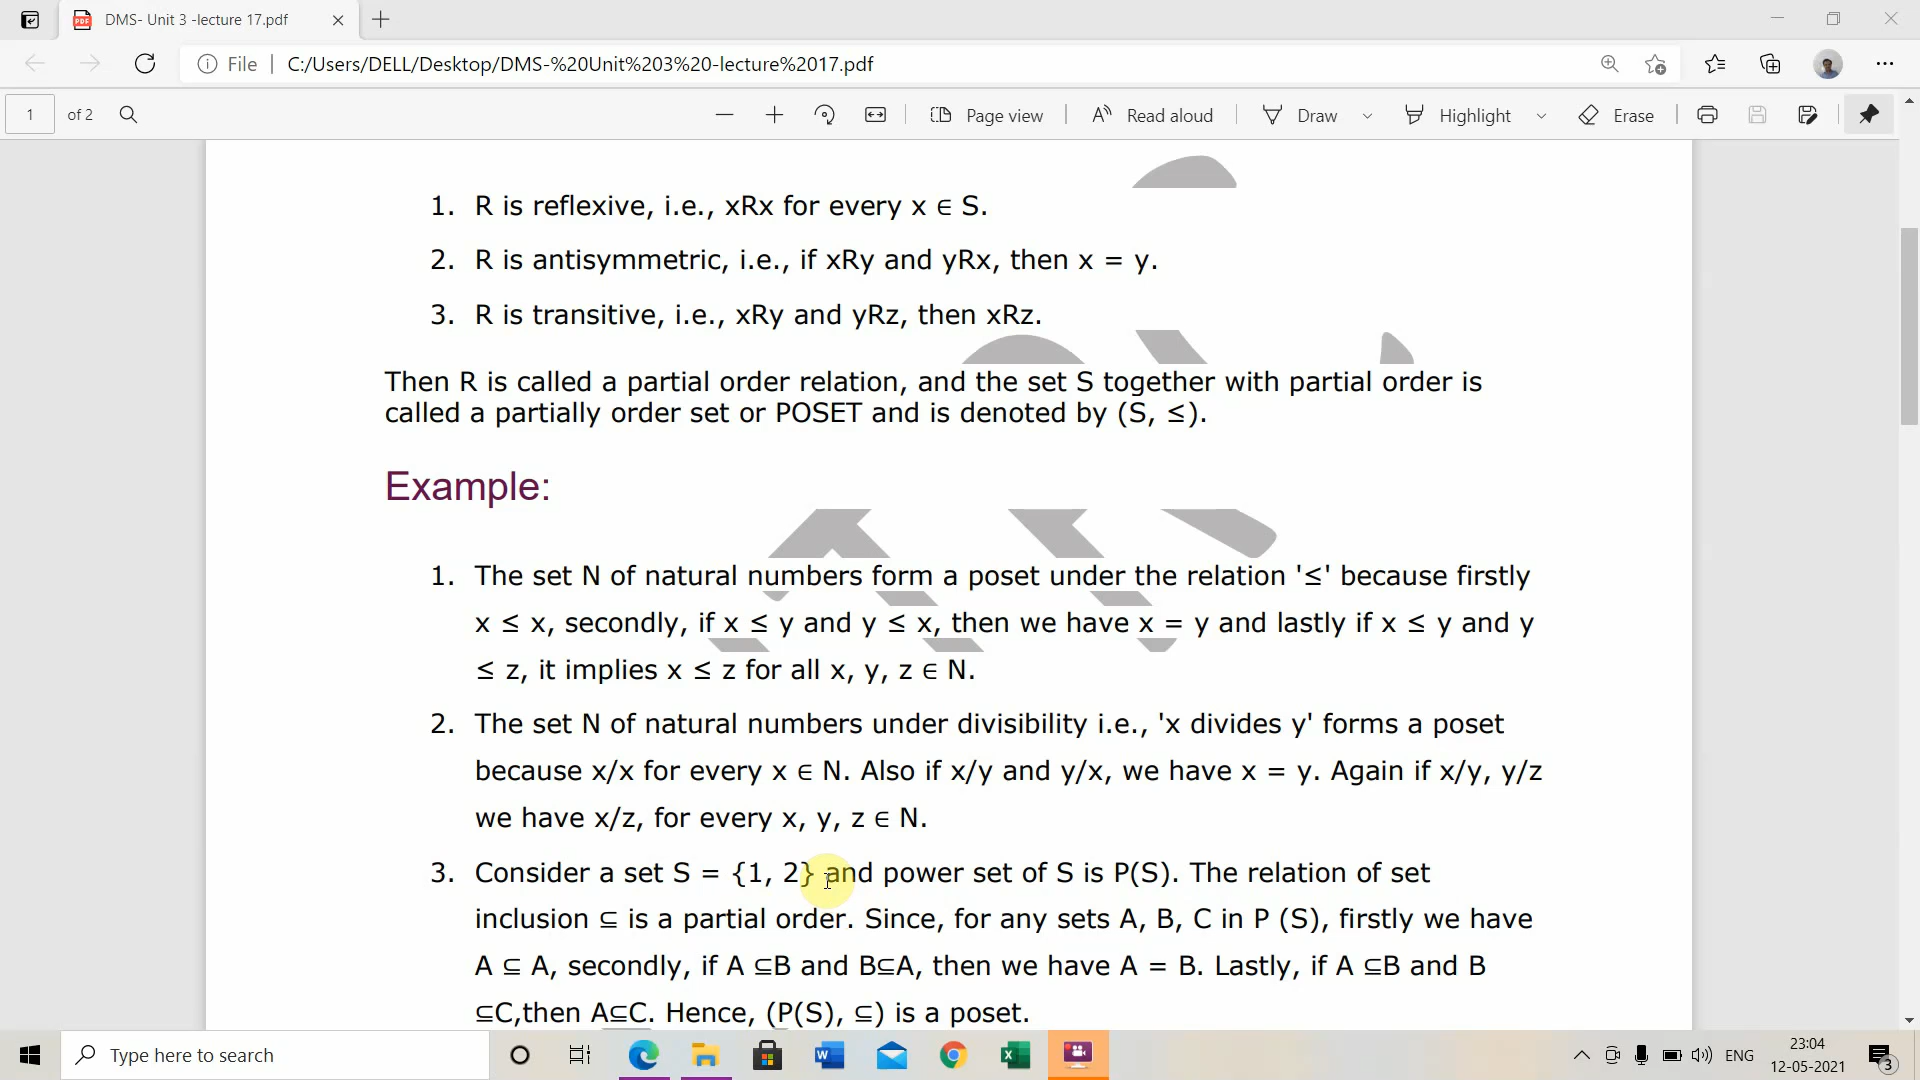 DMS- Unit 3 -lecture 17.pdf
File
C:/Users/DELL/Desktop/DMS-%20Unit%203%20-lecture%2017.pdf
1 of 2
Page view
Read aloud
Draw
Highlight
Erase
1. R is reflexive, i.e., xRx for every x ∈ S.
2. R is antisymmetric, i.e., if xRy and yRx, then x = y.
3. R is transitive, i.e., xRy and yRz, then xRz.
Then R is called a partial order relation, and the set S together with partial order is
called a partially order set or POSET and is denoted by (S, ≤).
Example:
1. The set N of natural numbers form a poset under the relation '≤' because firstly
x ≤ x, secondly, if x ≤ y and y ≤ x, then we have x = y and lastly if x ≤ y and y
≤ z, it implies x ≤ z for all x, y, z ∈ N.
2. The set N of natural numbers under divisibility i.e., 'x divides y' forms a poset
because x/x for every x ∈ N. Also if x/y and y/x, we have x = y. Again if x/y, y/z
we have x/z, for every x, y, z ∈ N.
3. Consider a set S = {1, 2} and power set of S is P(S). The relation of set
inclusion ⊆ is a partial order. Since, for any sets A, B, C in P (S), firstly we have
A ⊆ A, secondly, if A ⊆B and B⊆A, then we have A = B. Lastly, if A ⊆B and B
⊆C,then A⊆C. Hence, (P(S), ⊆) is a poset.
Type here to search
ENG
23:04
12-05-2021
3